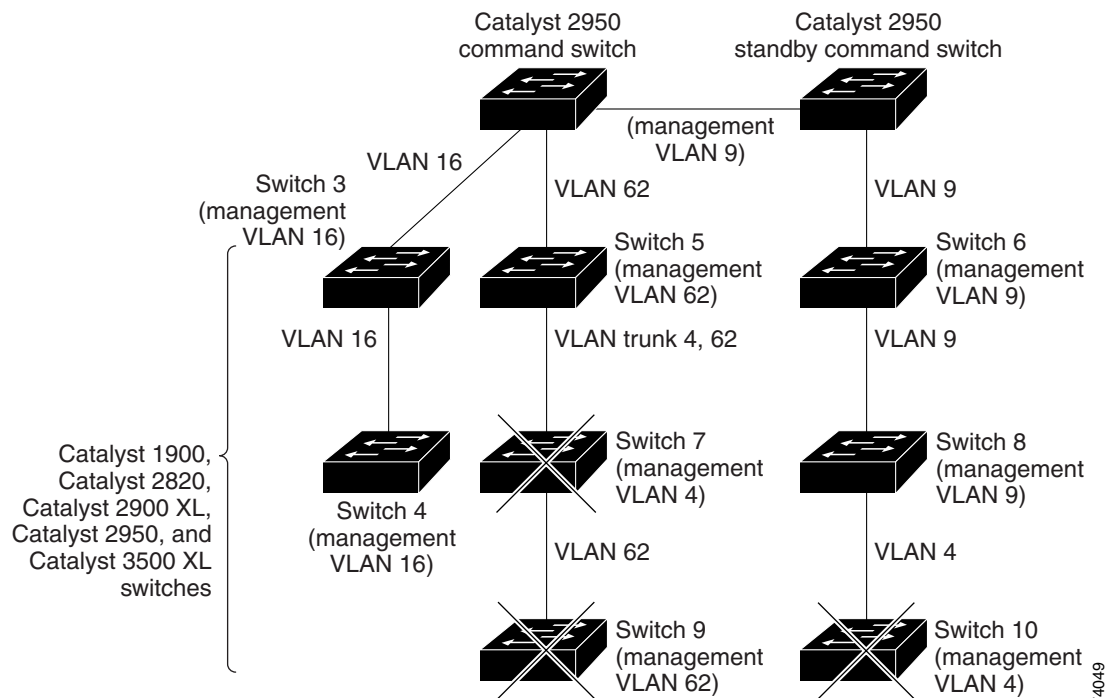 Catalyst 2950
command switch
Catalyst 2950
standby command switch
(management
VLAN 9)
VLAN 16
VLAN 62
VLAN 9
Switch 3
(management
VLAN 16)
Switch 5
(management
VLAN 62)
Switch 6
(management
VLAN 9)
VLAN 16
VLAN trunk 4, 62
VLAN 9
Catalyst 1900,
Catalyst 2820,
Catalyst 2900 XL,
Catalyst 2950, and
Catalyst 3500 XL
switches
Switch 4
(management
VLAN 16)
Switch 7
(management
VLAN 4)
Switch 8
(management
VLAN 9)
VLAN 62
VLAN 4
Switch 9
(management
VLAN 62)
Switch 10
(management
VLAN 4)